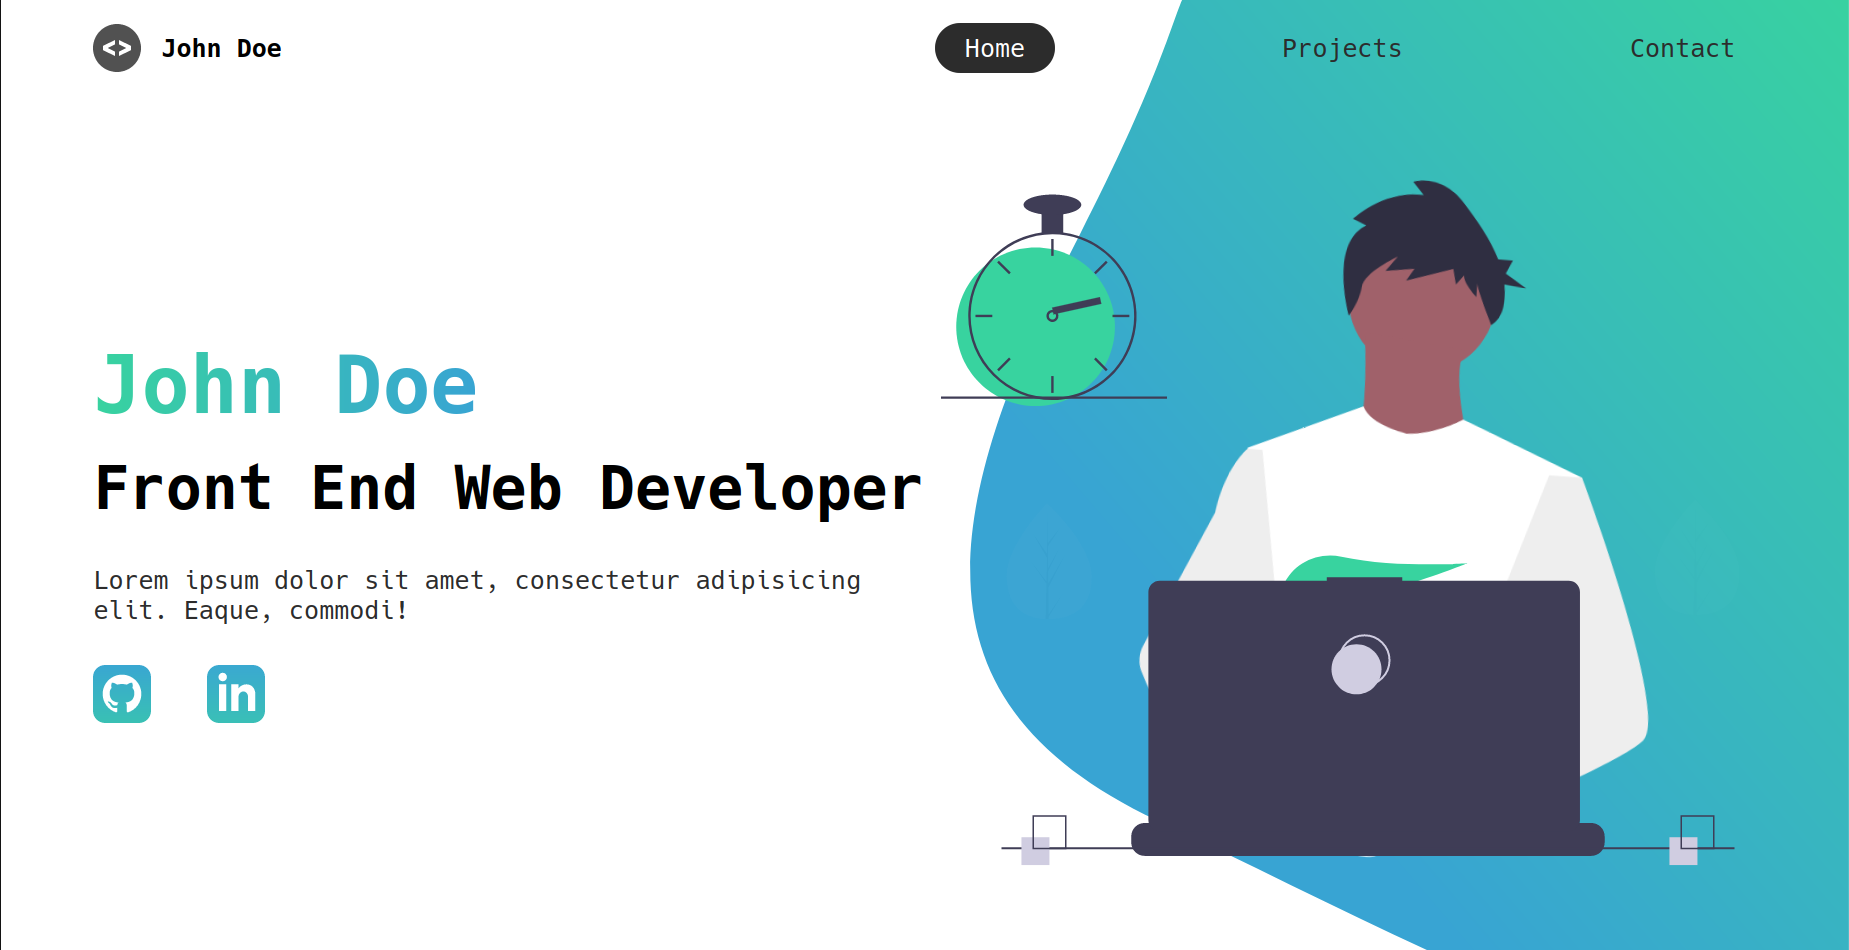 <> John Doe
Home
Projects
Contact
John Doe
Front End Web Developer
Lorem ipsum dolor sit amet, consectetur adipisicing
elit. Eaque, commodi!
in